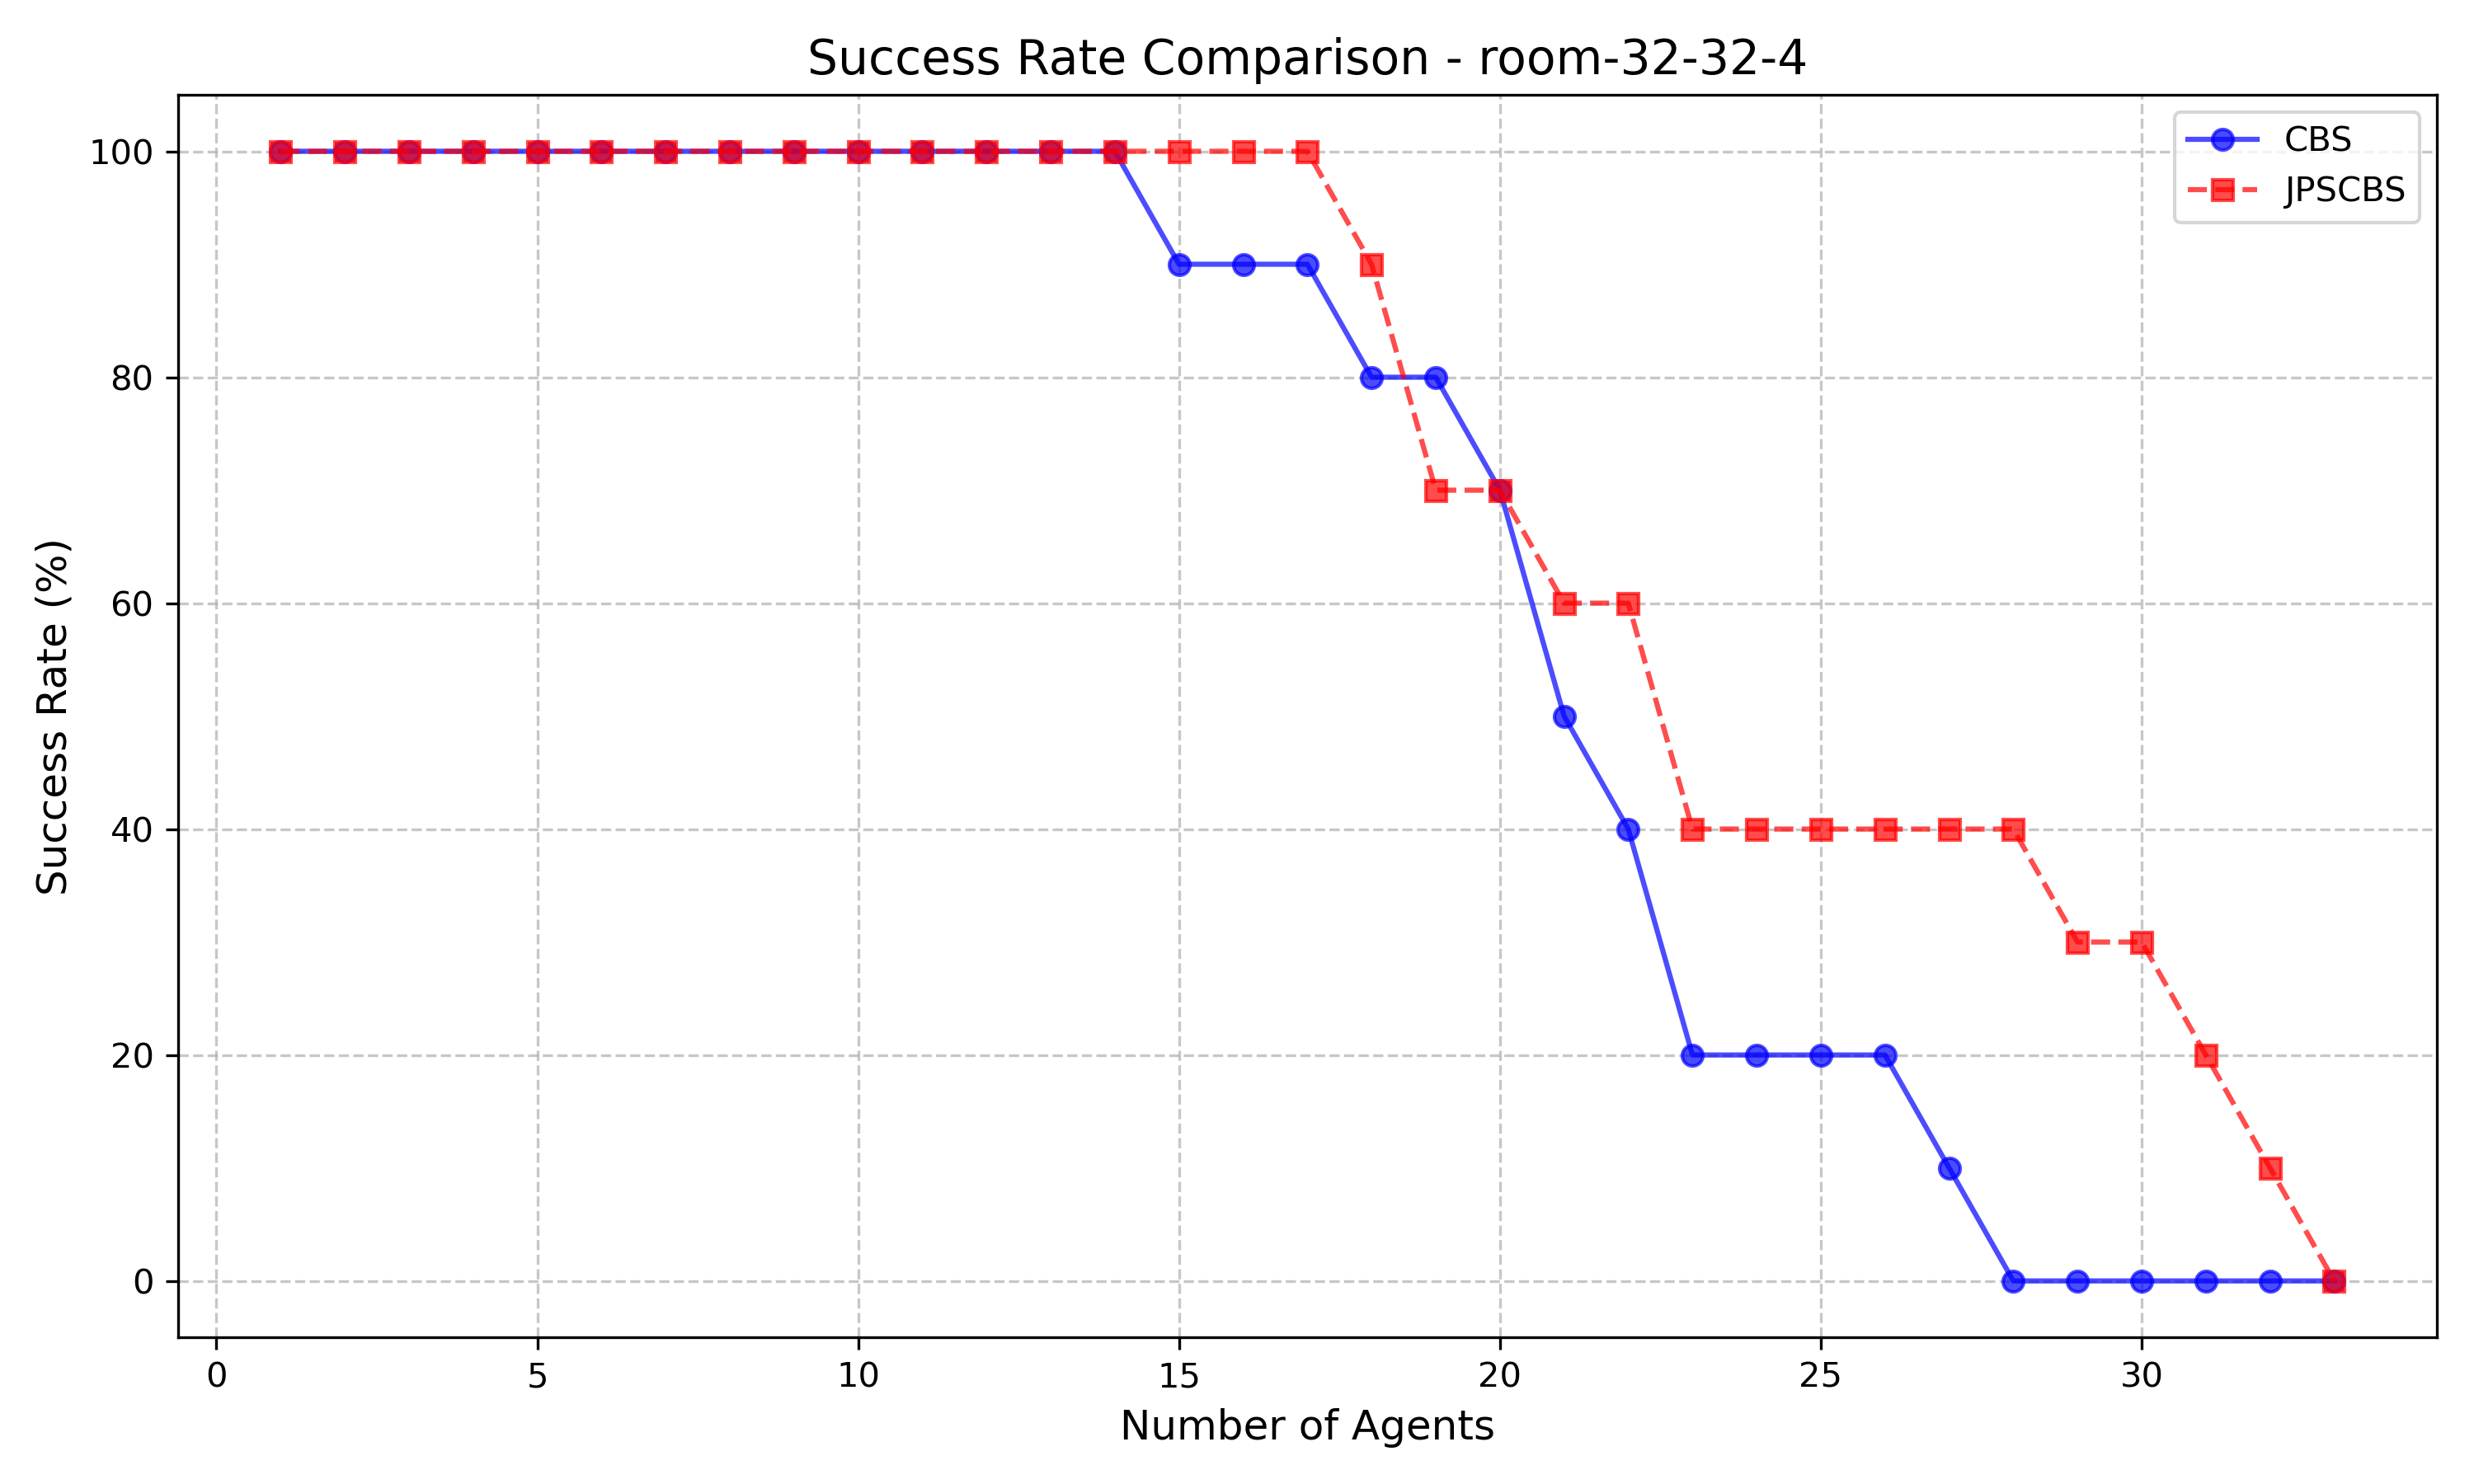 Success Rate Comparison - room-32-32-4
CBS
JPSCBS
Success Rate (%)
100
80
60
40
20
0
0 5 10 15 20 25 30
Number of Agents